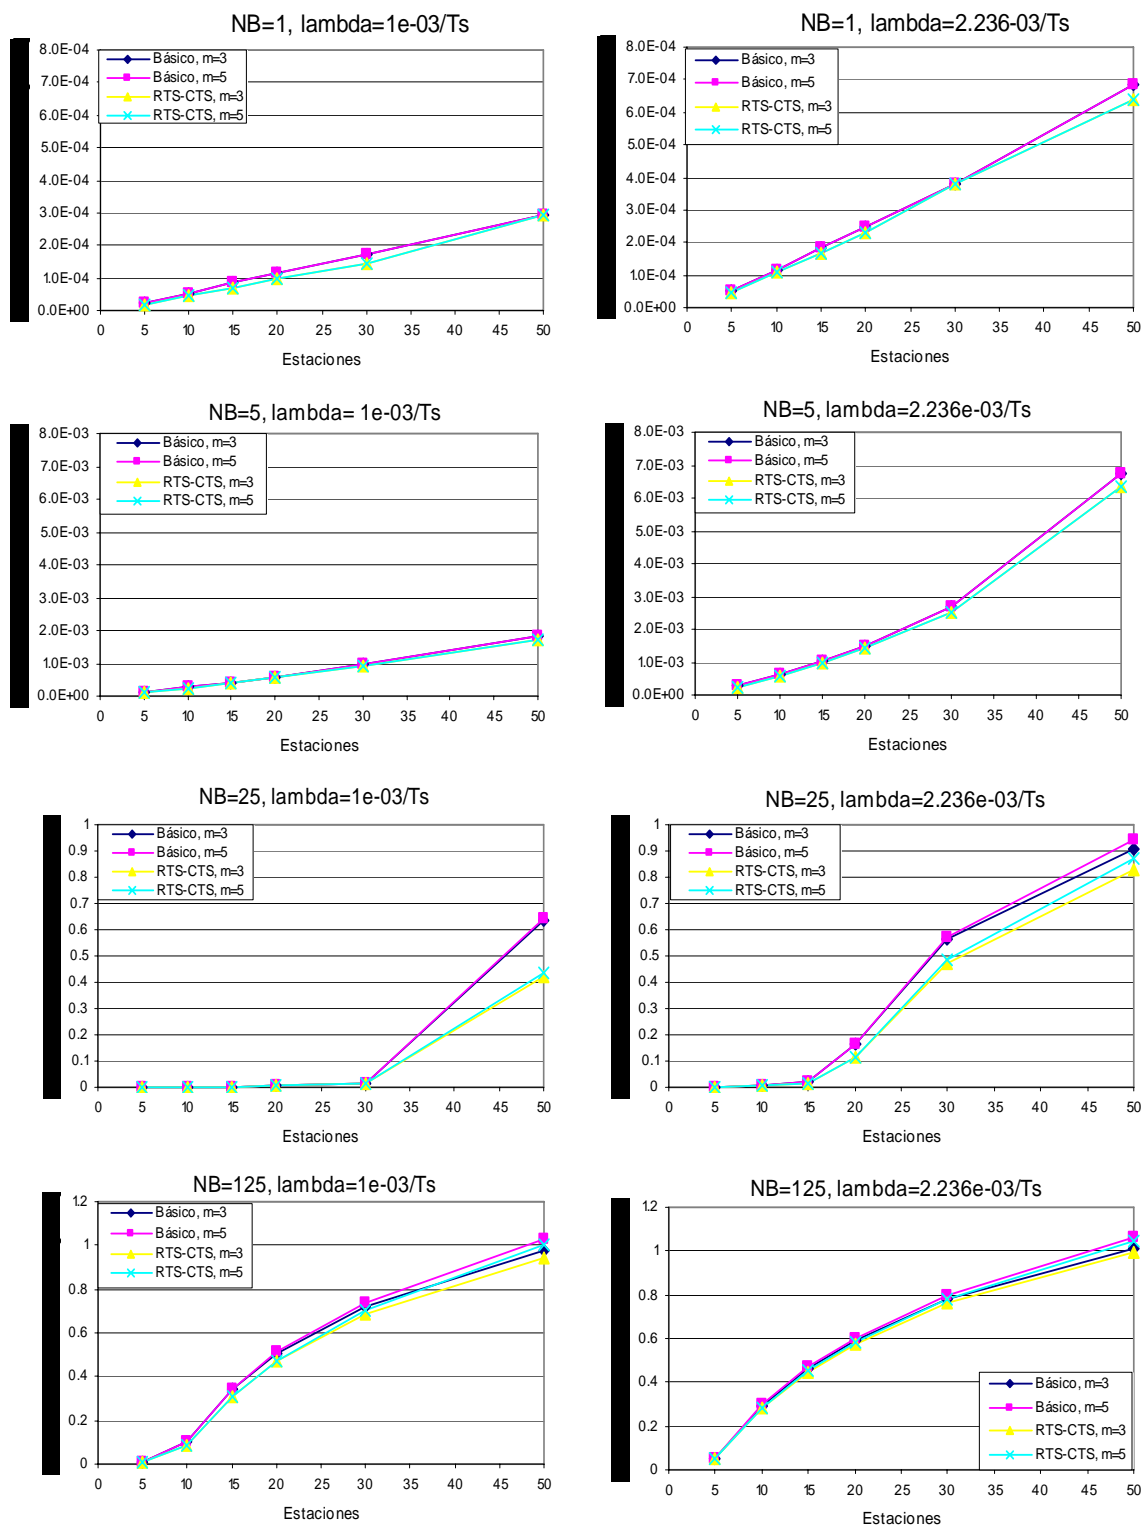 NB=1, lambda=1e-03/Ts
8.0E-04
7.0E-04
6.0E-04
5.0E-04
4.0E-04
3.0E-04
2.0E-04
1.0E-04
0.0E+00
Básico, m=3
Básico, m=5
RTS-CTS, m=3
RTS-CTS, m=5
0 5 10 15 20 25 30 35 40 45 50
Estaciones
NB=1, lambda=2.236-03/Ts
8.0E-04
7.0E-04
6.0E-04
5.0E-04
4.0E-04
3.0E-04
2.0E-04
1.0E-04
0.0E+00
Básico, m=3
Básico, m=5
RTS-CTS, m=3
RTS-CTS, m=5
0 5 10 15 20 25 30 35 40 45 50
Estaciones
NB=5, lambda= 1e-03/Ts
8.0E-03
7.0E-03
6.0E-03
5.0E-03
4.0E-03
3.0E-03
2.0E-03
1.0E-03
0.0E+00
Básico, m=3
Básico, m=5
RTS-CTS, m=3
RTS-CTS, m=5
0 5 10 15 20 25 30 35 40 45 50
Estaciones
NB=5, lambda=2.236e-03/Ts
8.0E-03
7.0E-03
6.0E-03
5.0E-03
4.0E-03
3.0E-03
2.0E-03
1.0E-03
0.0E+00
Básico, m=3
Básico, m=5
RTS-CTS, m=3
RTS-CTS, m=5
0 5 10 15 20 25 30 35 40 45 50
Estaciones
NB=25, lambda=1e-03/Ts
1
0.9
0.8
0.7
0.6
0.5
0.4
0.3
0.2
0.1
0
Básico, m=3
Básico, m=5
RTS-CTS, m=3
RTS-CTS, m=5
0 5 10 15 20 25 30 35 40 45 50
Estaciones
NB=25, lambda=2.236e-03/Ts
1
0.9
0.8
0.7
0.6
0.5
0.4
0.3
0.2
0.1
0
Básico, m=3
Básico, m=5
RTS-CTS, m=3
RTS-CTS, m=5
0 5 10 15 20 25 30 35 40 45 50
Estaciones
NB=125, lambda=1e-03/Ts
1.2
1
0.8
0.6
0.4
0.2
0
Básico, m=3
Básico, m=5
RTS-CTS, m=3
RTS-CTS, m=5
0 5 10 15 20 25 30 35 40 45 50
Estaciones
NB=125, lambda=2.236e-03/Ts
1.2
1
0.8
0.6
0.4
0.2
0
Básico, m=3
Básico, m=5
RTS-CTS, m=3
RTS-CTS, m=5
0 5 10 15 20 25 30 35 40 45 50
Estaciones